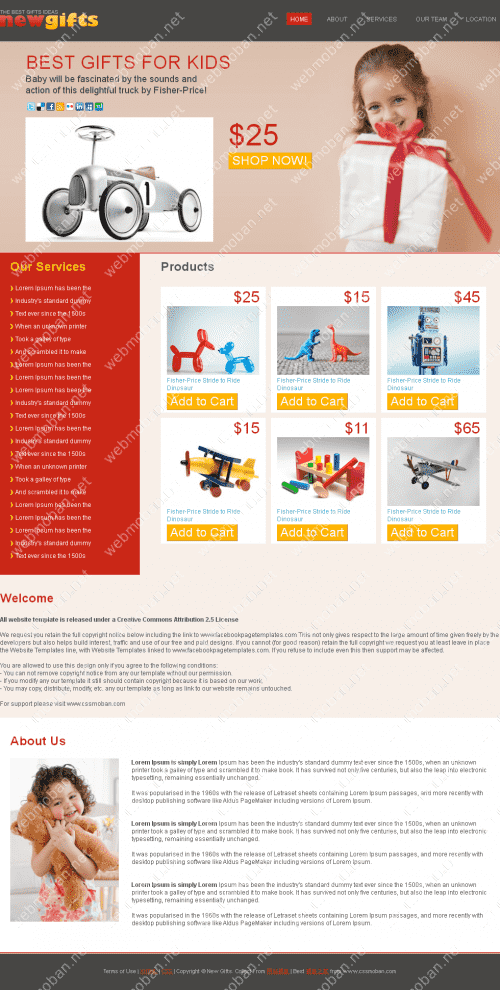 THE BEST GIFTS IDEAS
newgifts
HOME ABOUT SERVICES OUR TEAM LOCATION
BEST GIFTS FOR KIDS
Baby will be fascinated by the sounds and
action of this delightful truck by Fisher-Price!
$25
SHOP NOW!
1
Our Services
Lorem Ipsum has been the
Industry's standard dummy
Text ever since the 1500s
When an unknown printer
Took a galley of type
And scrambled it to make
Lorem Ipsum has been the
Lorem Ipsum has been the
Lorem Ipsum has been the
Industry's standard dummy
Text ever since the 1500s
Lorem Ipsum has been the
Industry's standard dummy
Text ever since the 1500s
When an unknown printer
Took a galley of type
And scrambled it to make
Lorem Ipsum has been the
Lorem Ipsum has been the
Lorem Ipsum has been the
Industry's standard dummy
Text ever since the 1500s
Products
$25
Fisher-Price Stride to Ride
Dinosaur
Add to Cart
$15
Fisher-Price Stride to Ride
Dinosaur
Add to Cart
$45
Fisher-Price Stride to Ride
Dinosaur
Add to Cart
$15
Fisher-Price Stride to Ride
Dinosaur
Add to Cart
$11
Fisher-Price Stride to Ride
Dinosaur
Add to Cart
$65
Fisher-Price Stride to Ride
Dinosaur
Add to Cart
Welcome
All website template is released under a Creative Commons Attribution 2.5 License
We request you retain the full copyright notice below including the link to www.facebookpagetemplates.com This not only gives respect to the large amount of time given freely by the
developers but also helps build interest, traffic and use of our free and paid designs. If you cannot (for good reason) retain the full copyright we request you at least leave in place
the Website Templates line, with Website Templates linked to www.facebookpagetemplates.com. If you refuse to include even this then support may be affected.
You are allowed to use this design only if you agree to the following conditions:
- You can not remove copyright notice from any our template without our permission.
- If you modify any our template it still should contain copyright because it is based on our work.
- You may copy, distribute, modify, etc. any our template as long as link to our website remains untouched.
For support please visit www.cssmoban.com
About Us
Lorem Ipsum is simply Lorem Ipsum has been the industry's standard dummy text ever since the 1500s, when an unknown
printer took a galley of type and scrambled it to make book. It has survived not only five centuries, but also the leap into electronic
typesetting, remaining essentially unchanged.
It was popularised in the 1960s with the release of Letraset sheets containing Lorem Ipsum passages, and more recently with
desktop publishing software like Aldus PageMaker including versions of Lorem Ipsum.
Lorem Ipsum is simply Lorem Ipsum has been the industry's standard dummy text ever since the 1500s, when an unknown
printer took a galley of type and scrambled it to make book. It has survived not only five centuries, but also the leap into electronic
typesetting, remaining essentially unchanged.
It was popularised in the 1960s with the release of Letraset sheets containing Lorem Ipsum passages, and more recently with
desktop publishing software like Aldus PageMaker including versions of Lorem Ipsum.
Lorem Ipsum is simply Lorem Ipsum has been the industry's standard dummy text ever since the 1500s, when an unknown
printer took a galley of type and scrambled it to make book. It has survived not only five centuries, but also the leap into electronic
typesetting, remaining essentially unchanged.
It was popularised in the 1960s with the release of Letraset sheets containing Lorem Ipsum passages, and more recently with
desktop publishing software like Aldus PageMaker including versions of Lorem Ipsum.
Terms of Use | | Copyright © New Gifts. Collect From | Best from www.cssmoban.com
webmoban.net